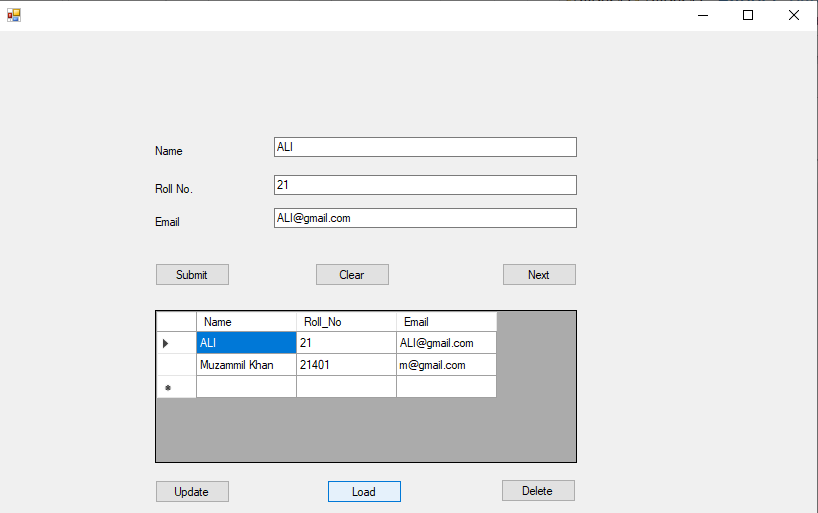 Name ALI
Roll No. 21
Email ALI@gmail.com
Submit Clear Next
Name Roll_No Email
ALI 21 ALI@gmail.com
Muzammil Khan 21401 m@gmail.com
Update Load Delete